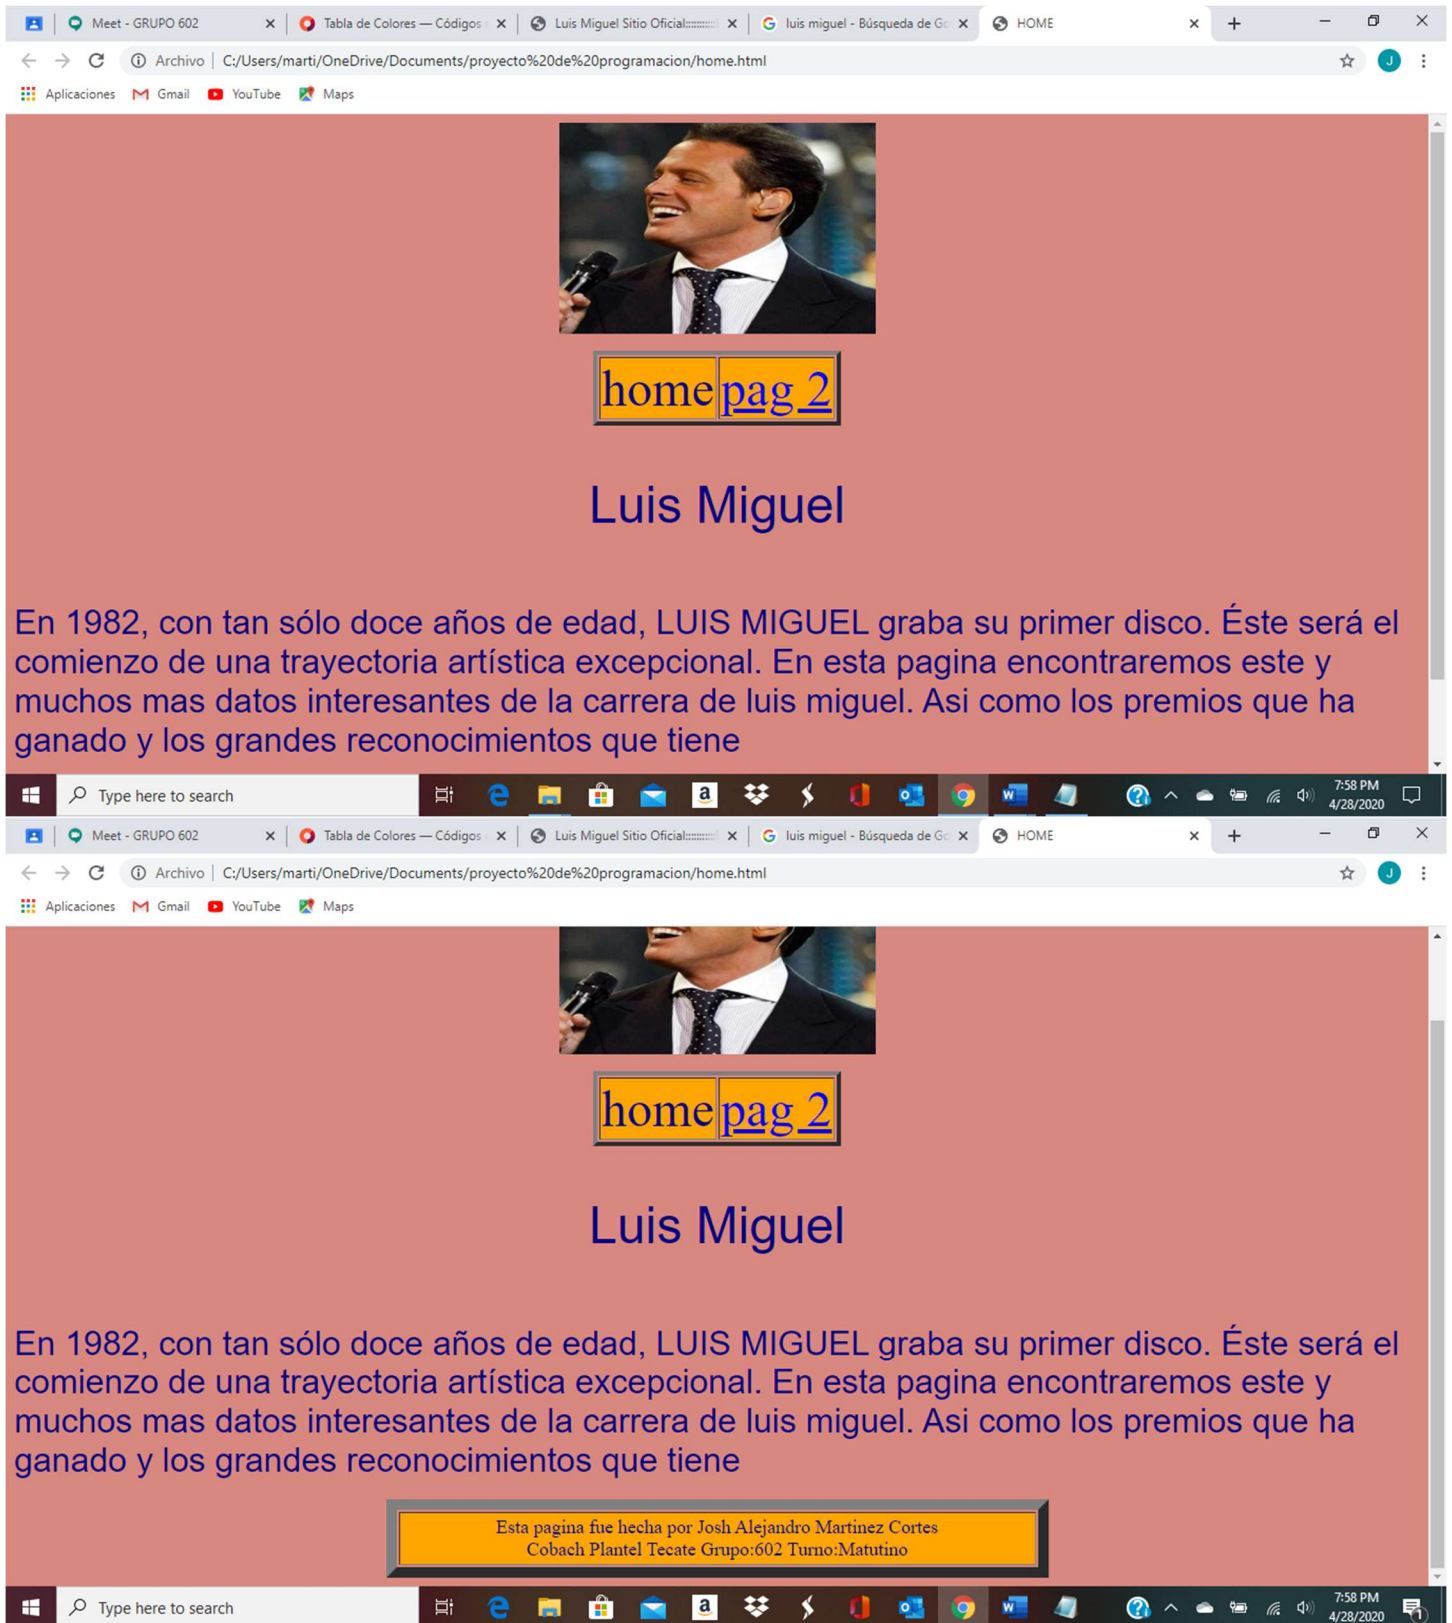 Meet - GRUPO 602
Tabla de Colores — Códigos
Luis Miguel Sitio Oficial:::::::::
luis miguel - Búsqueda de Go
HOME
Archivo | C:/Users/marti/OneDrive/Documents/proyecto%20de%20programacion/home.html
J
Aplicaciones Gmail YouTube Maps
home pag 2
Luis Miguel
En 1982, con tan sólo doce años de edad, LUIS MIGUEL graba su primer disco. Éste será el
comienzo de una trayectoria artística excepcional. En esta pagina encontraremos este y
muchos mas datos interesantes de la carrera de luis miguel. Asi como los premios que ha
ganado y los grandes reconocimientos que tiene
Type here to search
7:58 PM
4/28/2020
Meet - GRUPO 602
Tabla de Colores — Códigos
Luis Miguel Sitio Oficial:::::::::
luis miguel - Búsqueda de Go
HOME
Archivo | C:/Users/marti/OneDrive/Documents/proyecto%20de%20programacion/home.html
J
Aplicaciones Gmail YouTube Maps
home pag 2
Luis Miguel
En 1982, con tan sólo doce años de edad, LUIS MIGUEL graba su primer disco. Éste será el
comienzo de una trayectoria artística excepcional. En esta pagina encontraremos este y
muchos mas datos interesantes de la carrera de luis miguel. Asi como los premios que ha
ganado y los grandes reconocimientos que tiene
Esta pagina fue hecha por Josh Alejandro Martinez Cortes
Cobach Plantel Tecate Grupo:602 Turno:Matutino
Type here to search
7:58 PM
4/28/2020
1